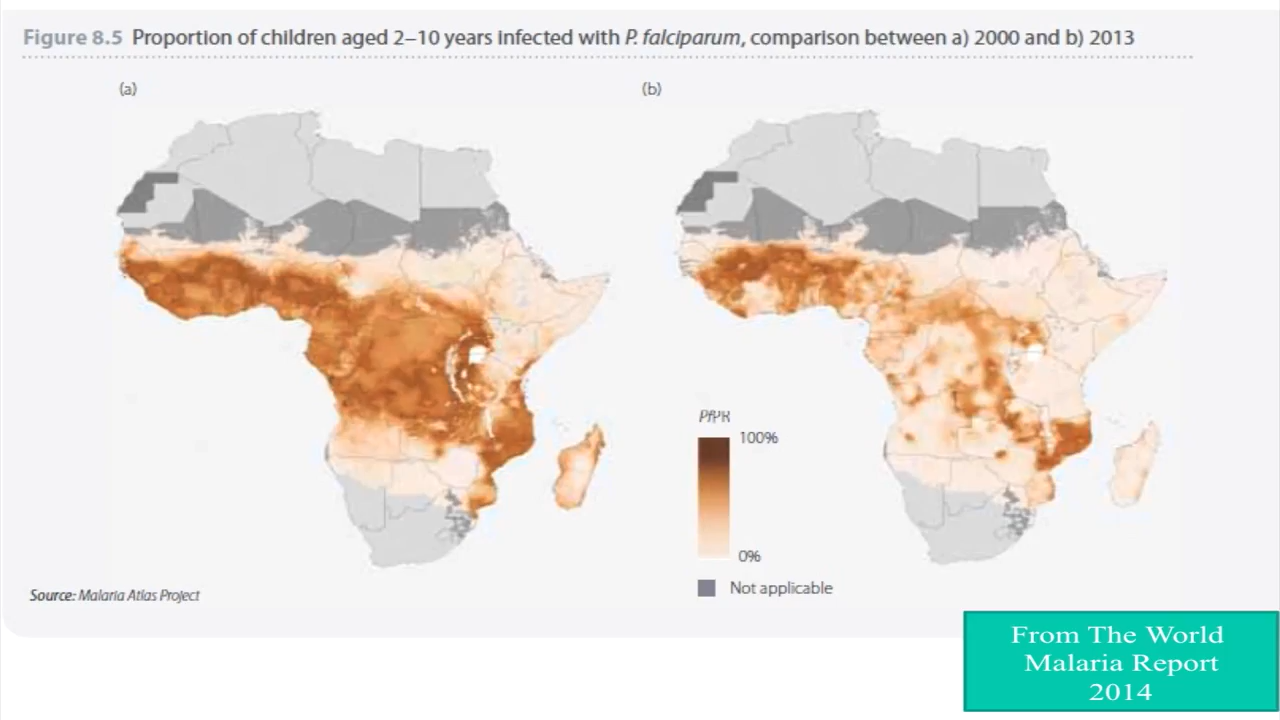 Figure 8.5 Proportion of children aged 2–10 years infected with P. falciparum, comparison between a) 2000 and b) 2013
(a)
(b)
PfPR
100%
0%
Not applicable
Source: Malaria Atlas Project
From The World
Malaria Report
2014